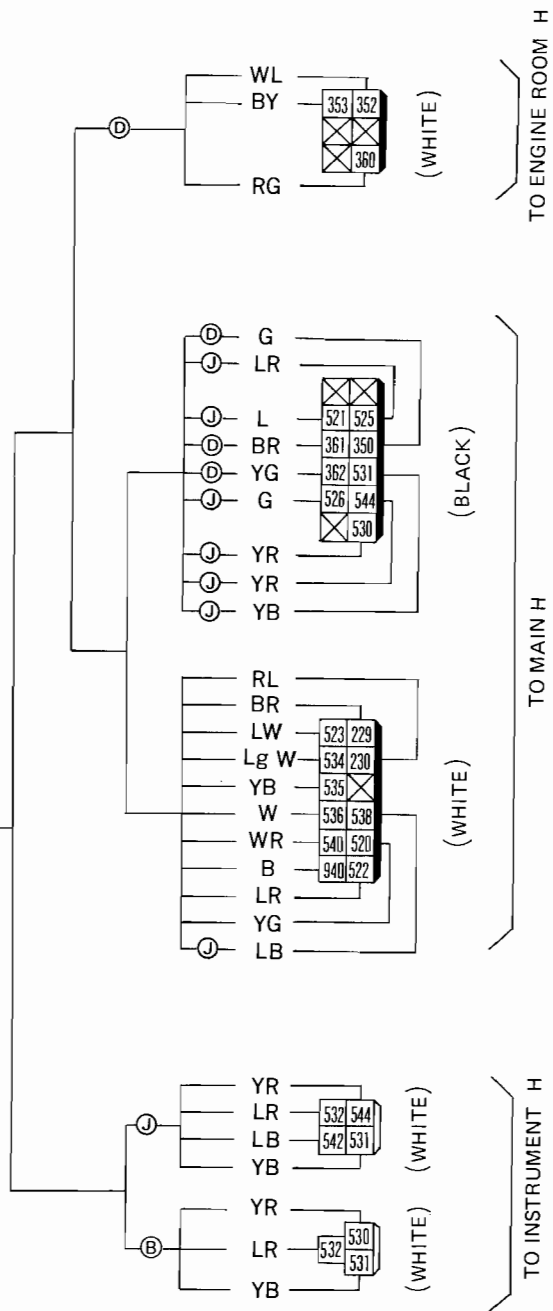 WL
BY
353 352
(D)
360
RG
(WHITE)
TO ENGINE ROOM H
(D) G
(J) LR
(J) L 521 525
(D) BR 361 350
(D) YG 362 531
(J) G 526 544
530
(J) YR
(J) YR
(J) YB
(BLACK)
RL
BR
LW 523 229
Lg W 534 230
YB 535
W 536 538
WR 540 520
B 940 522
LR
YG
(J) LB
(WHITE)
TO MAIN H
YR
(J) LR 532 544
LB 542 531
YB
(WHITE)
YR
530
(B) LR 532
531
YB
(WHITE)
TO INSTRUMENT H